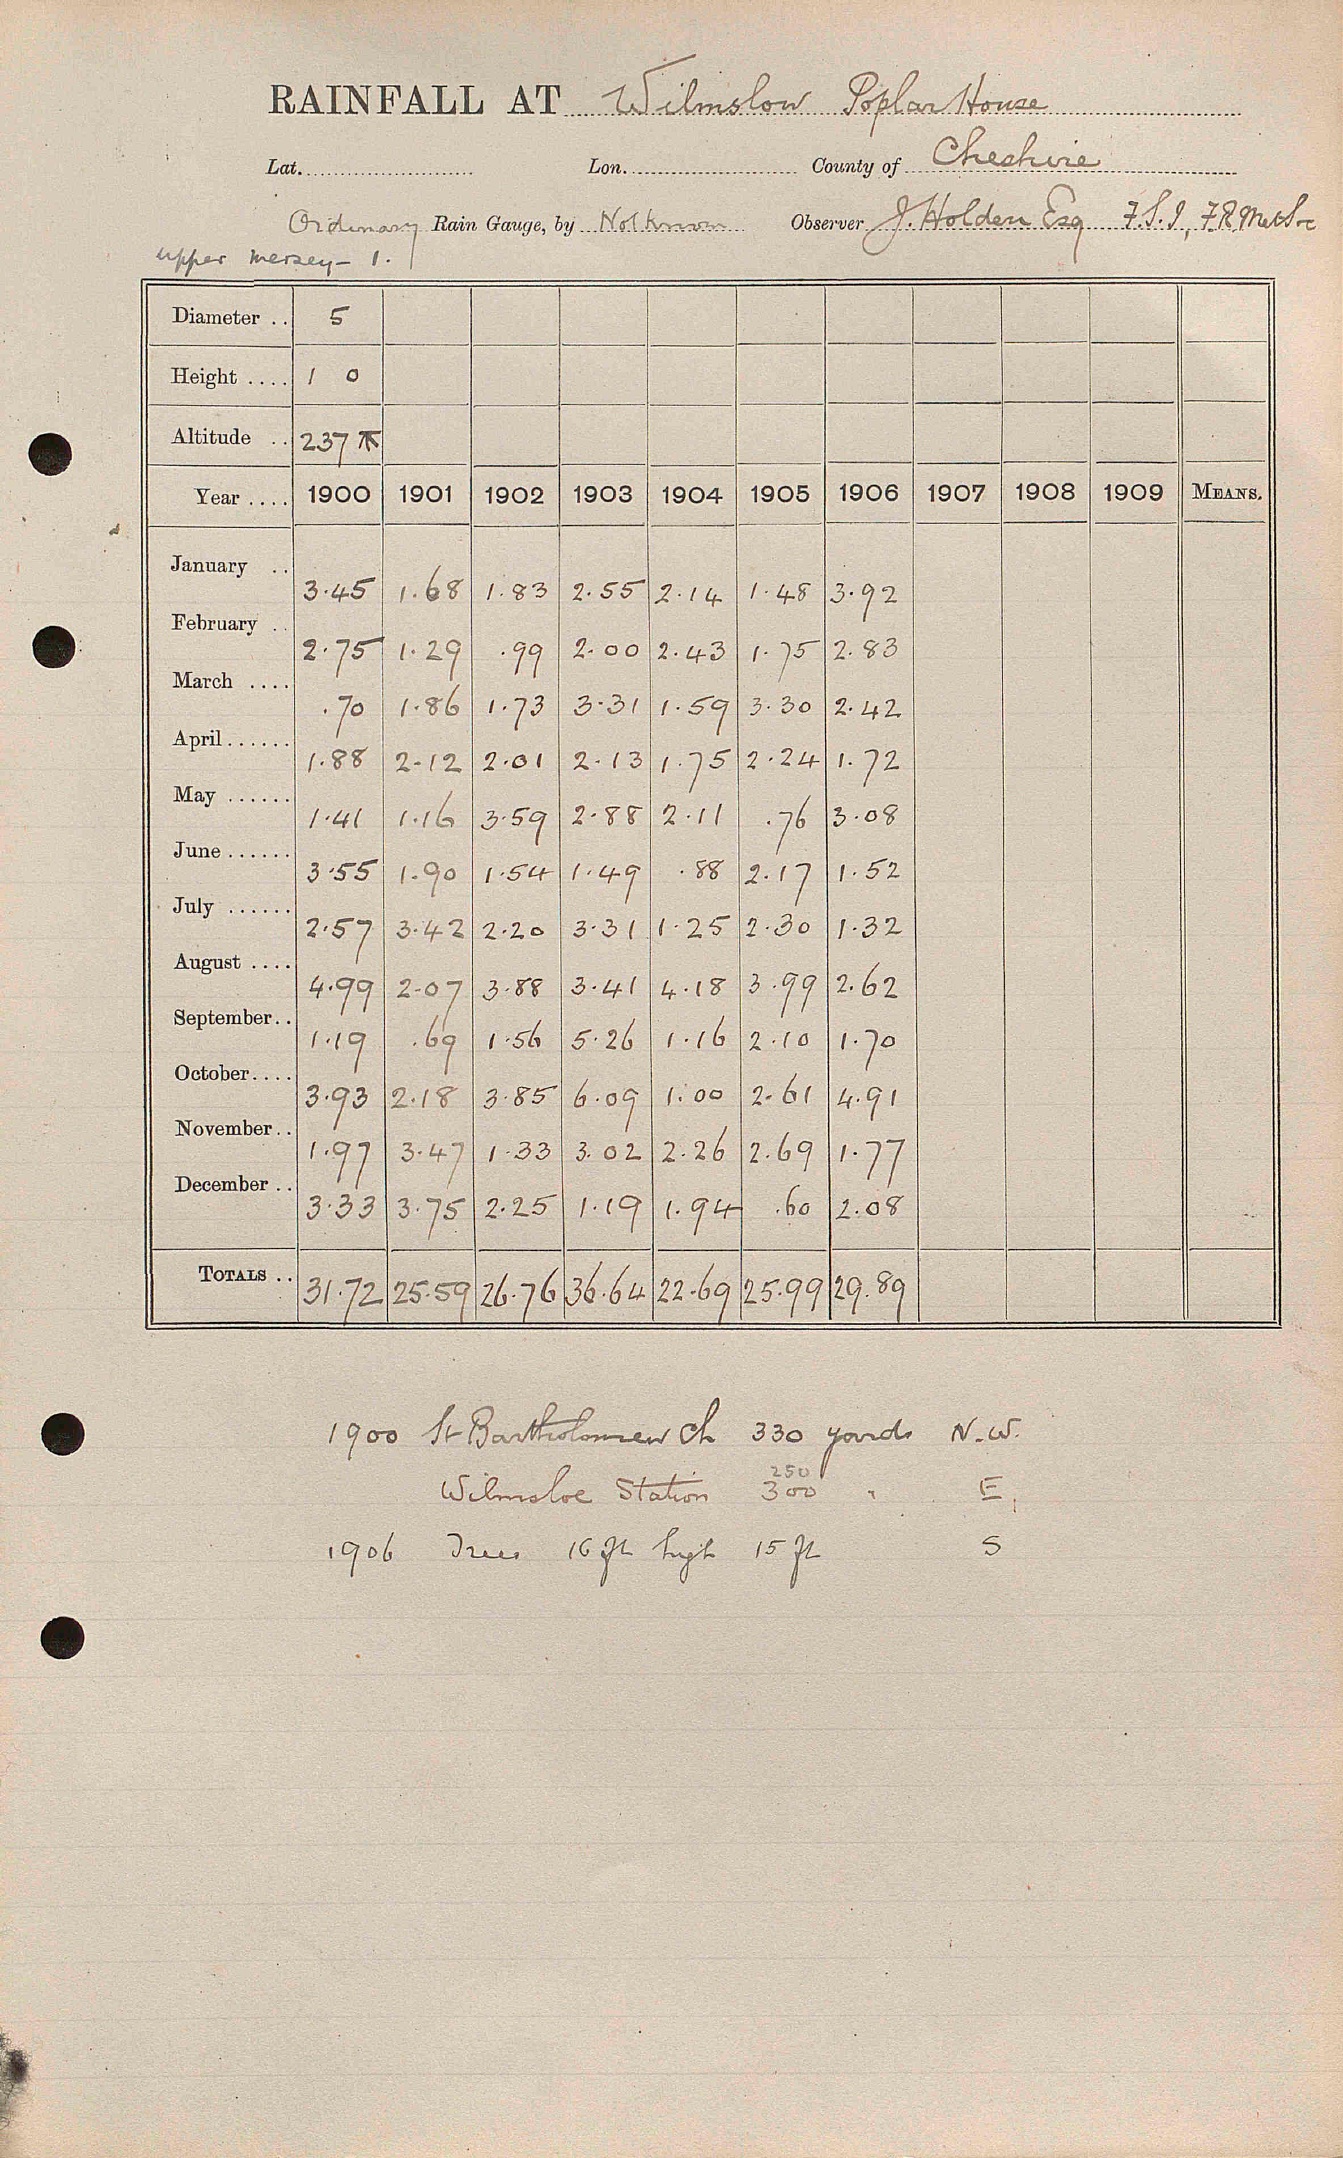 RAINFALL AT Wilmslow Poplar House
Lat. Lon. County of Cheshire
Ordinary Rain Gauge, by Not known Observer J. Holden Esq F.S.I, F.R.MetSoc
upper mersey - 1.
Diameter .. 5
Height .... 1 0
Altitude .. 237
Year .... 1900 1901 1902 1903 1904 1905 1906 1907 1908 1909 MEANS.
January .. 3.45 1.68 1.83 2.55 2.14 1.48 3.92
February .. 2.75 1.29 .99 2.00 2.43 1.75 2.83
March .... .70 1.86 1.73 3.31 1.59 3.30 2.42
April...... 1.88 2.12 2.01 2.13 1.75 2.24 1.72
May ...... 1.41 1.16 3.59 2.88 2.11 .76 3.08
June ...... 3.55 1.90 1.54 1.49 .88 2.17 1.52
July ...... 2.57 3.42 2.20 3.31 1.25 2.30 1.32
August .... 4.99 2.07 3.88 3.41 4.18 3.99 2.62
September.. 1.19 .69 1.56 5.26 1.16 2.10 1.70
October.... 3.93 2.18 3.85 6.09 1.00 2.61 4.91
November.. 1.97 3.47 1.33 3.02 2.26 2.69 1.77
December .. 3.33 3.75 2.25 1.19 1.94 .60 2.08
TOTALS .. 31.72 25.59 26.76 36.64 22.69 25.99 29.89
1900 St Bartholomew Ch 330 yards N.W.
250
Wilmsloe Station 300 " E.
1906 Trees 16 ft high 15 ft S